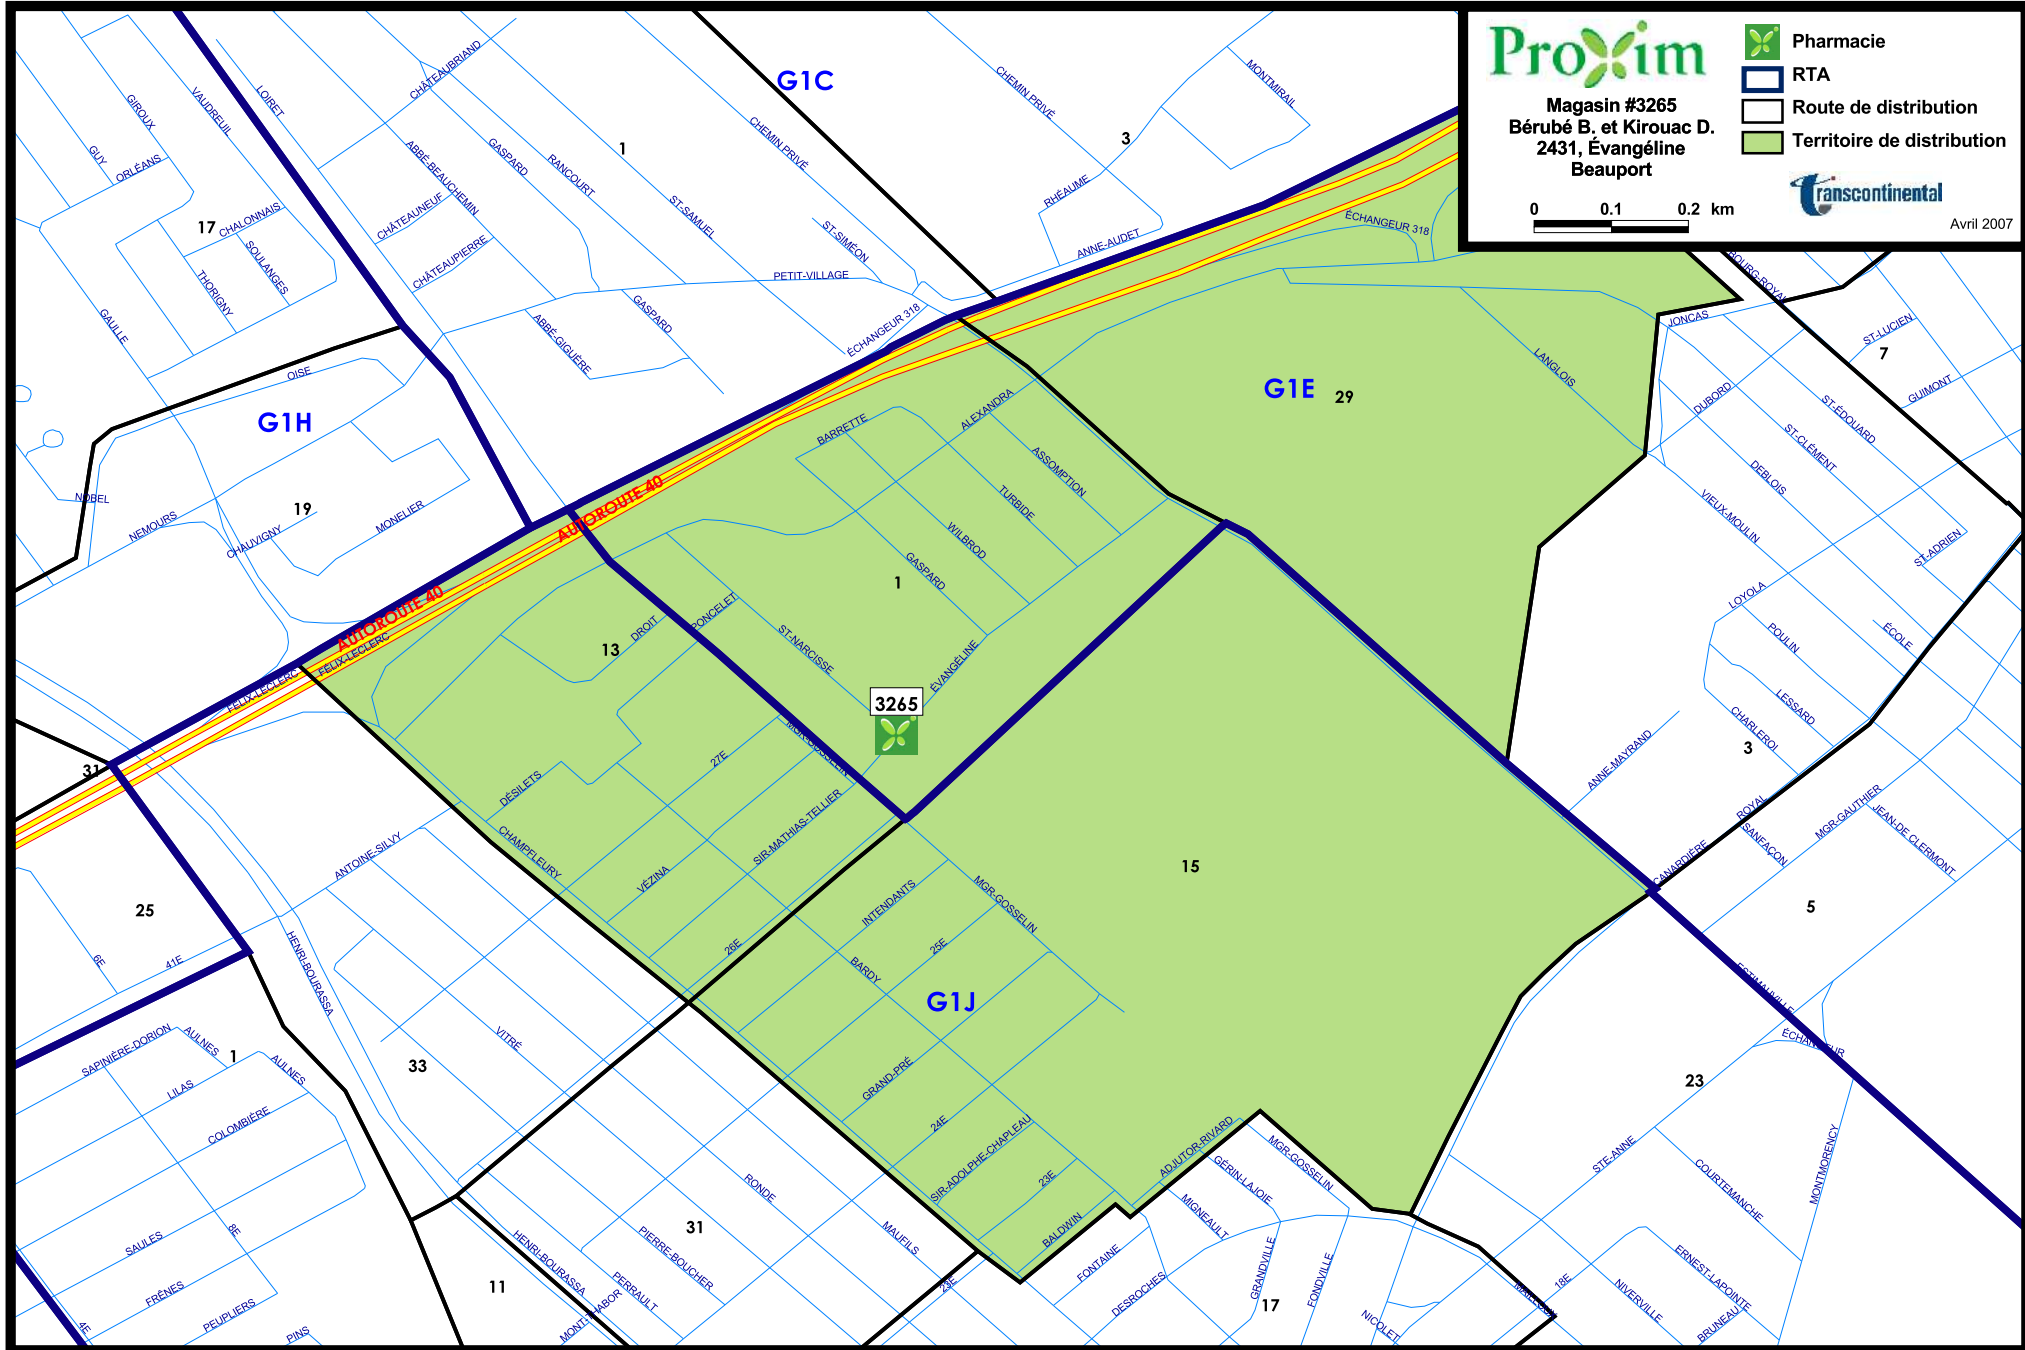 ProXim
Magasin #3265
Bérubé B. et Kirouac D.
2431, Évangéline
Beauport
0 0.1 0.2 km
Pharmacie
RTA
Route de distribution
Territoire de distribution
Transcontinental
Avril 2007
G1C
G1H
G1E
G1J
1
3
17
19
29
7
1
13
3265
31
25
15
3
5
1
33
23
31
11
17
AUTOROUTE 40
AUTOROUTE 40
FÉLIX-LECLERC
FÉLIX-LECLERC
GIROUX
VAUDREUIL
GUY
ORLÉANS
LOIRET
CHÂTEAUBRIAND
CHALONNAIS
SOULANGES
THORIGNY
GAULLE
ABBÉ-BEAUCHEMIN
GASPARD
RANCOURT
CHÂTEAUNEUF
CHÂTEAUPIERRE
ST-SAMUEL
CHEMIN PRIVÉ
CHEMIN PRIVÉ
MONTMIRAIL
RHÉAUME
ANNE-AUDET
ST-SIMÉON
PETIT-VILLAGE
ÉCHANGEUR 318
ÉCHANGEUR 318
ABBÉ-GIGUÈRE
GASPARD
OISE
NOBEL
NEMOURS
CHAUVIGNY
MONELIER
BARRETTE
ALEXANDRA
ASSOMPTION
TURBIDE
WILBROD
GASPARD
ÉVANGÉLINE
ST-NARCISSE
PONCELET
DROIT
LANGLOIS
BOURG-ROYAL
JONCAS
ST-LUCIEN
GUIMONT
DUBORD
ST-ÉDOUARD
ST-CLÉMENT
DEBLOIS
VIEUX-MOULIN
ST-ADRIEN
LOYOLA
POULIN
ÉCOLE
LESSARD
CHARLEROI
ANNE-MAYRAND
ROYAL
SANFAÇON
MGR-GAUTHIER
JEAN-DE CLERMONT
CANARDIÈRE
ESTIMAUVILLE
ÉCHANGEUR
MGR-GOSSELIN
27E
DÉSILETS
CHAMPFLEURY
VÉZINA
SIR-MATHIAS-TELLIER
26E
INTENDANTS
25E
MGR-GOSSELIN
BARDY
GRAND-PRÉ
24E
SIR-ADOLPHE-CHAPLEAU
23E
BALDWIN
ADJUTOR-RIVARD
GÉRIN-LAJOIE
MGR-GOSSELIN
MIGNEAULT
FONTAINE
DESROCHES
GRANDVILLE
FONDVILLE
NICOLET
18E
STE-ANNE
COURTEMANCHE
MONTMORENCY
ERNEST-LAPOINTE
NIVERVILLE
BRUNEAU
ANTOINE-SILVY
HENRI-BOURASSA
41E
6E
SAPINIÈRE-DORION
AULNES
AULNES
LILAS
COLOMBIÈRE
8E
SAULES
FRÊNES
PEUPLIERS
PINS
4E
VITRÉ
RONDE
MAUFILS
23E
PIERRE-BOUCHER
PERRAULT
HENRI-BOURASSA
MONT-THABOR